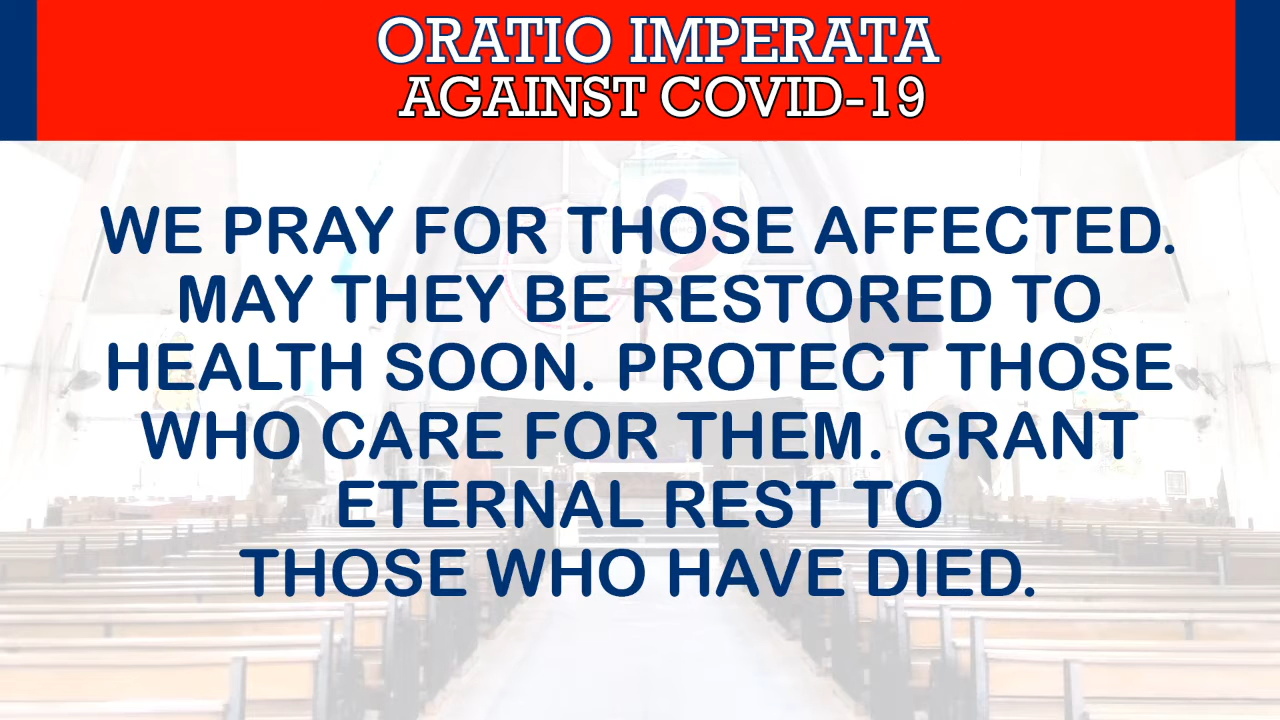 ORATIO IMPERATA
AGAINST COVID-19
WE PRAY FOR THOSE AFFECTED.
MAY THEY BE RESTORED TO
HEALTH SOON. PROTECT THOSE
WHO CARE FOR THEM. GRANT
ETERNAL REST TO
THOSE WHO HAVE DIED.